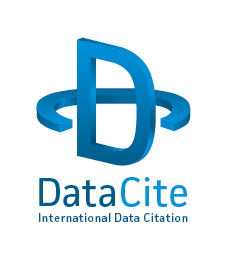 D
DataCite
International Data Citation